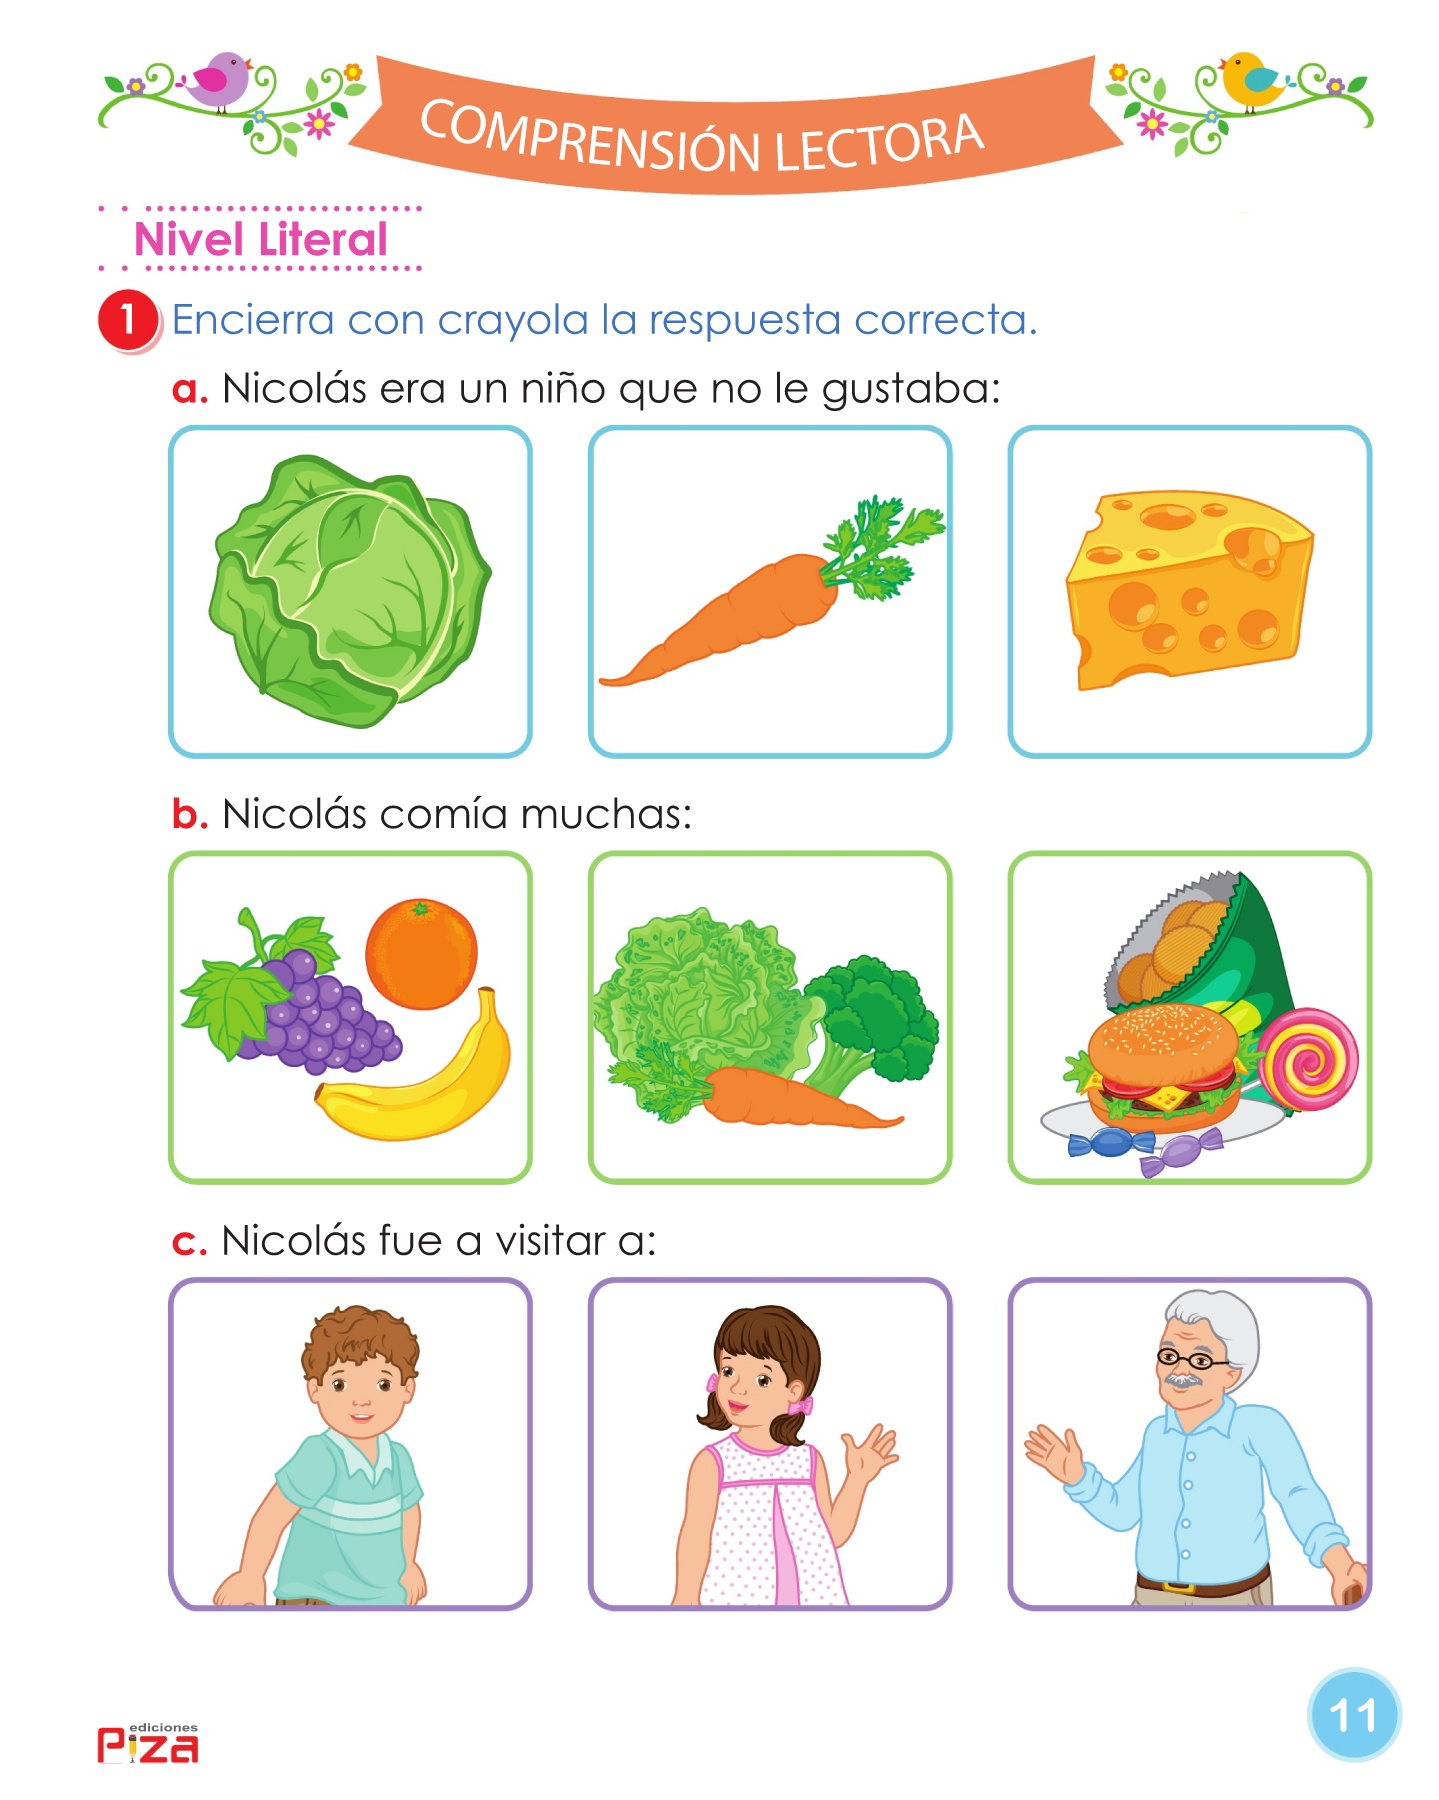 COMPRENSIÓN LECTORA
Nivel Literal
1 Encierra con crayola la respuesta correcta.
a. Nicolás era un niño que no le gustaba:
b. Nicolás comía muchas:
c. Nicolás fue a visitar a:
ediciones
Piza
11